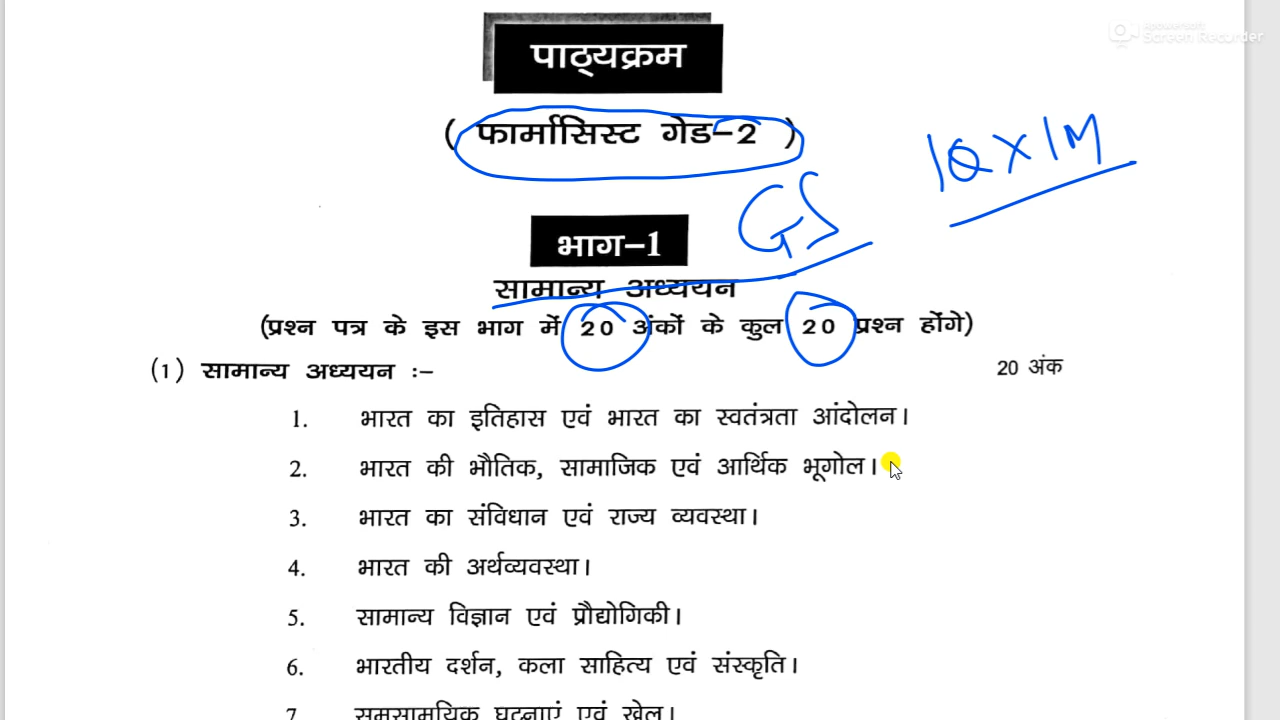 Apowersoft
Screen Recorder
पाठ्यक्रम
( फार्मासिस्ट गेड–2 )
1Q X 1M
GS
भाग–1
सामान्य अध्ययन
(प्रश्न पत्र के इस भाग में 20 अंकों के कुल 20 प्रश्न होंगे)
(1) सामान्य अध्ययन :– 20 अंक
1. भारत का इतिहास एवं भारत का स्वतंत्रता आंदोलन।
2. भारत की भौतिक, सामाजिक एवं आर्थिक भूगोल।
3. भारत का संविधान एवं राज्य व्यवस्था।
4. भारत की अर्थव्यवस्था।
5. सामान्य विज्ञान एवं प्रौद्योगिकी।
6. भारतीय दर्शन, कला साहित्य एवं संस्कृति।
7. समसामयिक घटनाएं एवं खेल।